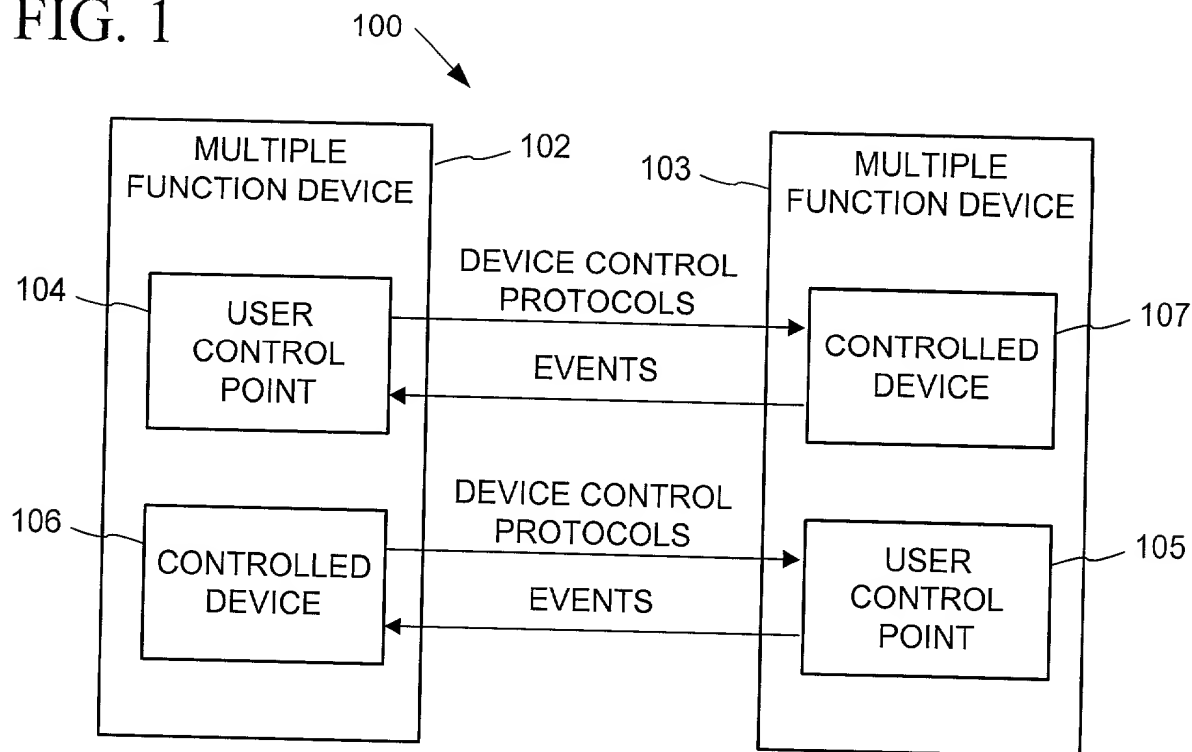 FIG. 1
100
MULTIPLE
FUNCTION DEVICE
102
103
MULTIPLE
FUNCTION DEVICE
104
USER
CONTROL
POINT
DEVICE CONTROL
PROTOCOLS
EVENTS
CONTROLLED
DEVICE
107
106
CONTROLLED
DEVICE
DEVICE CONTROL
PROTOCOLS
EVENTS
USER
CONTROL
POINT
105